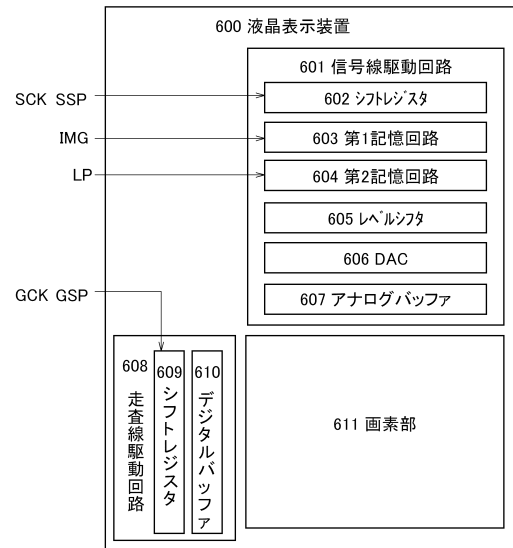 600 液晶表示装置
601 信号線駆動回路
SCK SSP
602 シフトレジスタ
IMG
603 第1記憶回路
LP
604 第2記憶回路
605 レベルシフタ
606 DAC
GCK GSP
607 アナログバッファ
608 走査線駆動回路
609 シフトレジスタ
610 デジタルバッファ
611 画素部